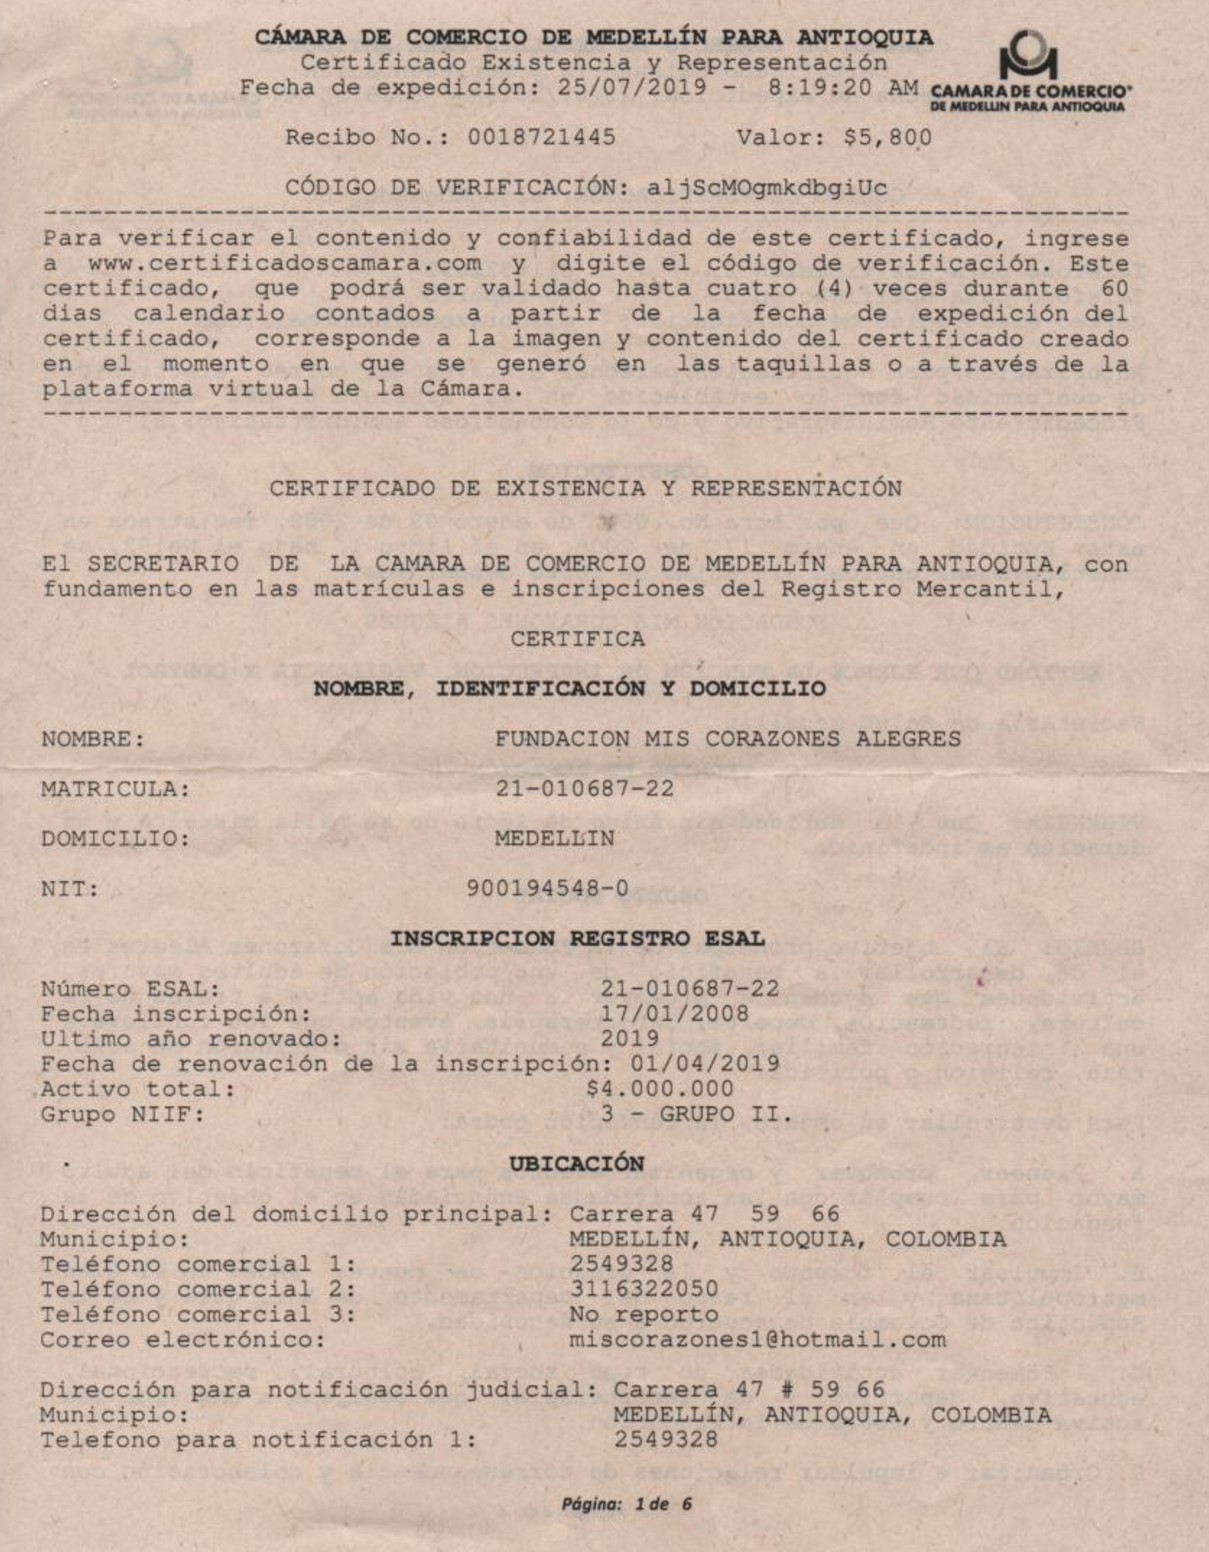 CÁMARA DE COMERCIO DE MEDELLÍN PARA ANTIOQUIA
Certificado Existencia y Representación
Fecha de expedición: 25/07/2019 - 8:19:20 AM
CAMARA DE COMERCIO
DE MEDELLIN PARA ANTIOQUIA
Recibo No.: 0018721445 Valor: $5,800
CÓDIGO DE VERIFICACIÓN: aljScMOgmkdbgiUc
Para verificar el contenido y confiabilidad de este certificado, ingrese
a www.certificadoscamara.com y digite el código de verificación. Este
certificado, que podrá ser validado hasta cuatro (4) veces durante 60
dias calendario contados a partir de la fecha de expedición del
certificado, corresponde a la imagen y contenido del certificado creado
en el momento en que se generó en las taquillas o a través de la
plataforma virtual de la Cámara.
CERTIFICADO DE EXISTENCIA Y REPRESENTACIÓN
El SECRETARIO DE LA CAMARA DE COMERCIO DE MEDELLÍN PARA ANTIOQUIA, con
fundamento en las matrículas e inscripciones del Registro Mercantil,
CERTIFICA
NOMBRE, IDENTIFICACIÓN Y DOMICILIO
NOMBRE: FUNDACION MIS CORAZONES ALEGRES
MATRICULA: 21-010687-22
DOMICILIO: MEDELLIN
NIT: 900194548-0
INSCRIPCION REGISTRO ESAL
Número ESAL: 21-010687-22
Fecha inscripción: 17/01/2008
Ultimo año renovado: 2019
Fecha de renovación de la inscripción: 01/04/2019
Activo total: $4.000.000
Grupo NIIF: 3 - GRUPO II.
UBICACIÓN
Dirección del domicilio principal: Carrera 47 59 66
Municipio: MEDELLÍN, ANTIOQUIA, COLOMBIA
Teléfono comercial 1: 2549328
Teléfono comercial 2: 3116322050
Teléfono comercial 3: No reporto
Correo electrónico: miscorazones1@hotmail.com
Dirección para notificación judicial: Carrera 47 # 59 66
Municipio: MEDELLÍN, ANTIOQUIA, COLOMBIA
Telefono para notificación 1: 2549328
Página: 1 de 6